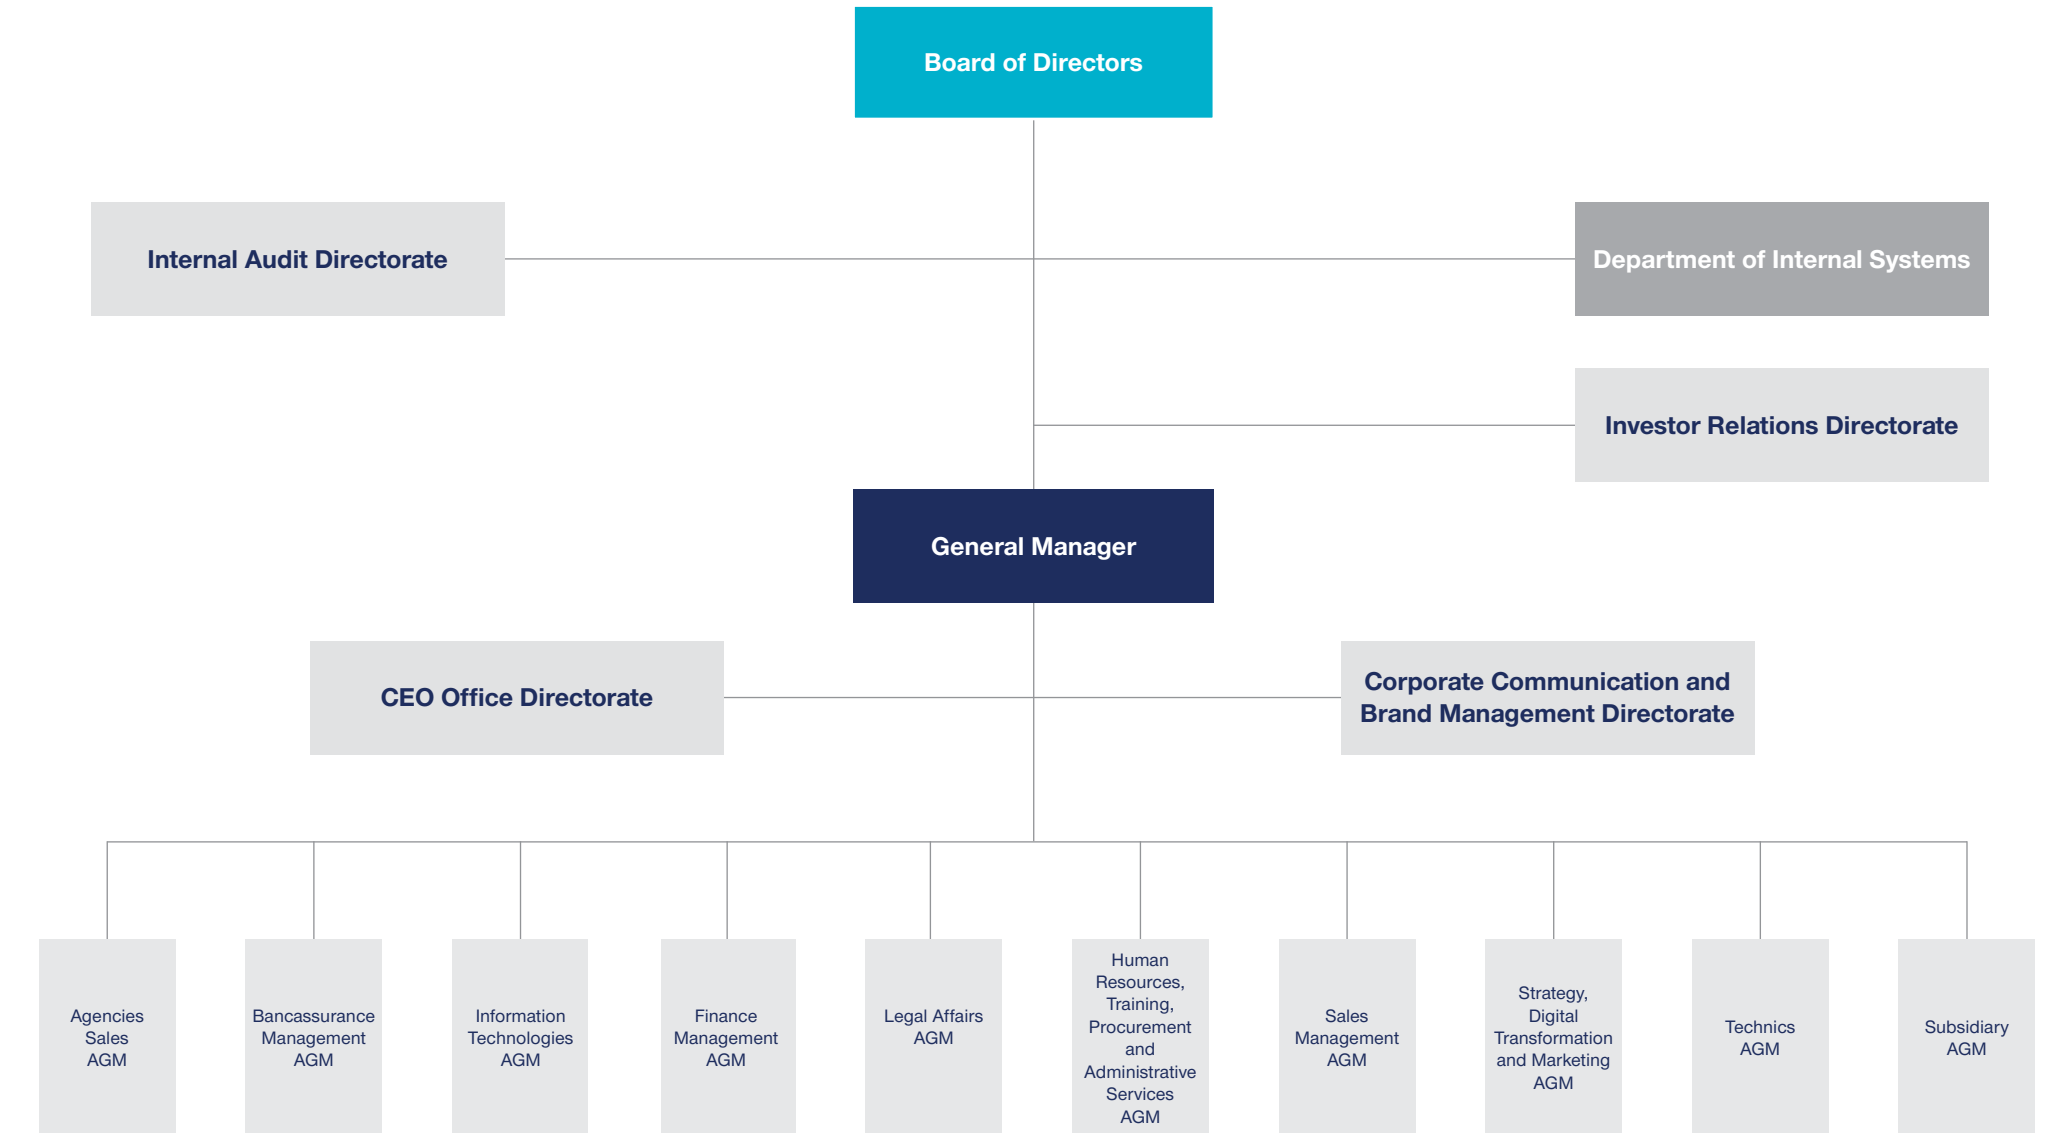 Board of Directors
Internal Audit Directorate
Department of Internal Systems
Investor Relations Directorate
General Manager
CEO Office Directorate
Corporate Communication and
Brand Management Directorate
Agencies
Sales
AGM
Bancassurance
Management
AGM
Information
Technologies
AGM
Finance
Management
AGM
Legal Affairs
AGM
Human
Resources,
Training,
Procurement
and
Administrative
Services
AGM
Sales
Management
AGM
Strategy,
Digital
Transformation
and Marketing
AGM
Technics
AGM
Subsidiary
AGM